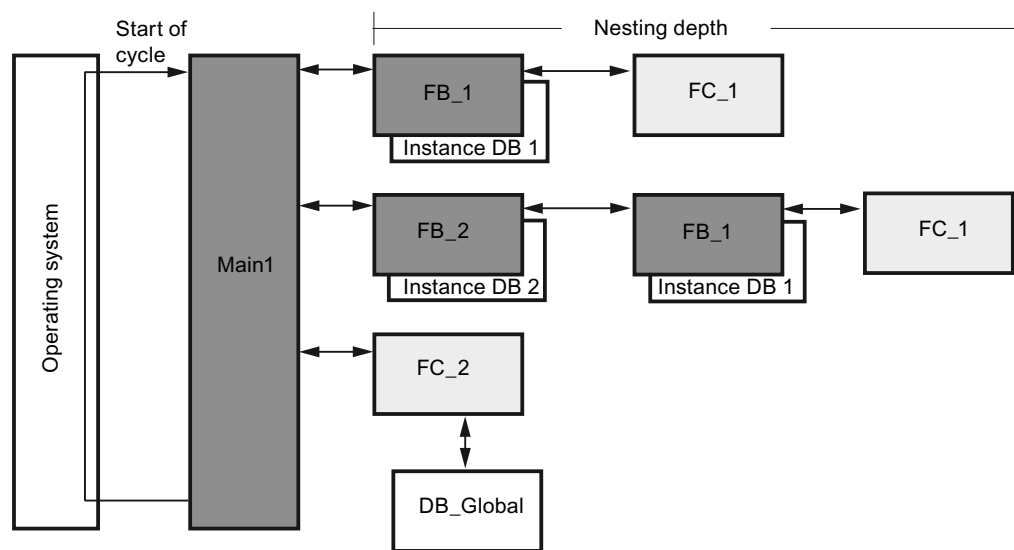 Start of
cycle
Nesting depth
Operating system
Main1
FB_1
Instance DB 1
FC_1
FB_2
Instance DB 2
FB_1
Instance DB 1
FC_1
FC_2
DB_Global